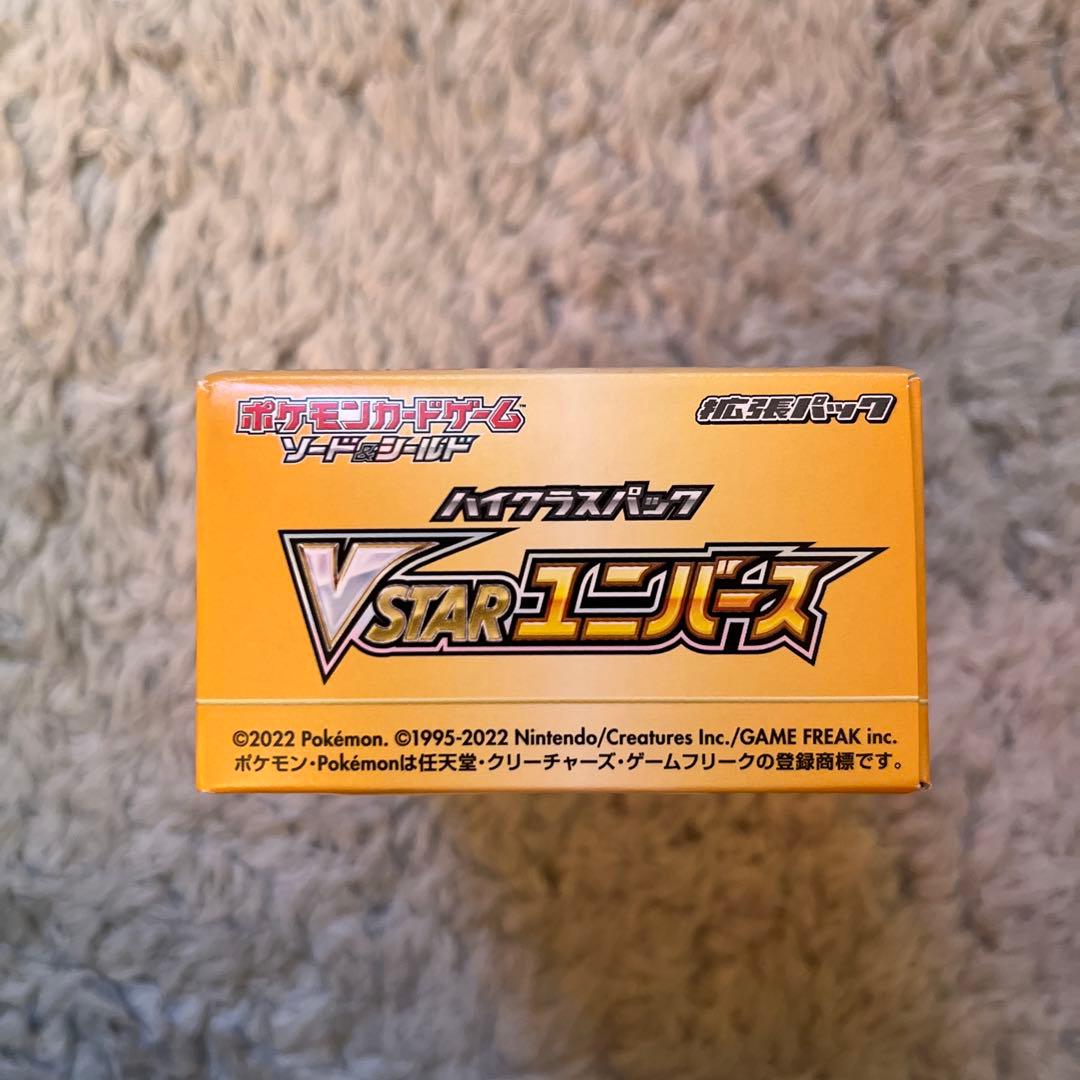 ポケモンカードゲーム™
ソード&シールド
拡張パック
ハイクラスパック
VSTARユニバース
©2022 Pokémon. ©1995-2022 Nintendo/Creatures Inc./GAME FREAK inc.
ポケモン・Pokémonは任天堂・クリーチャーズ・ゲームフリークの登録商標です。